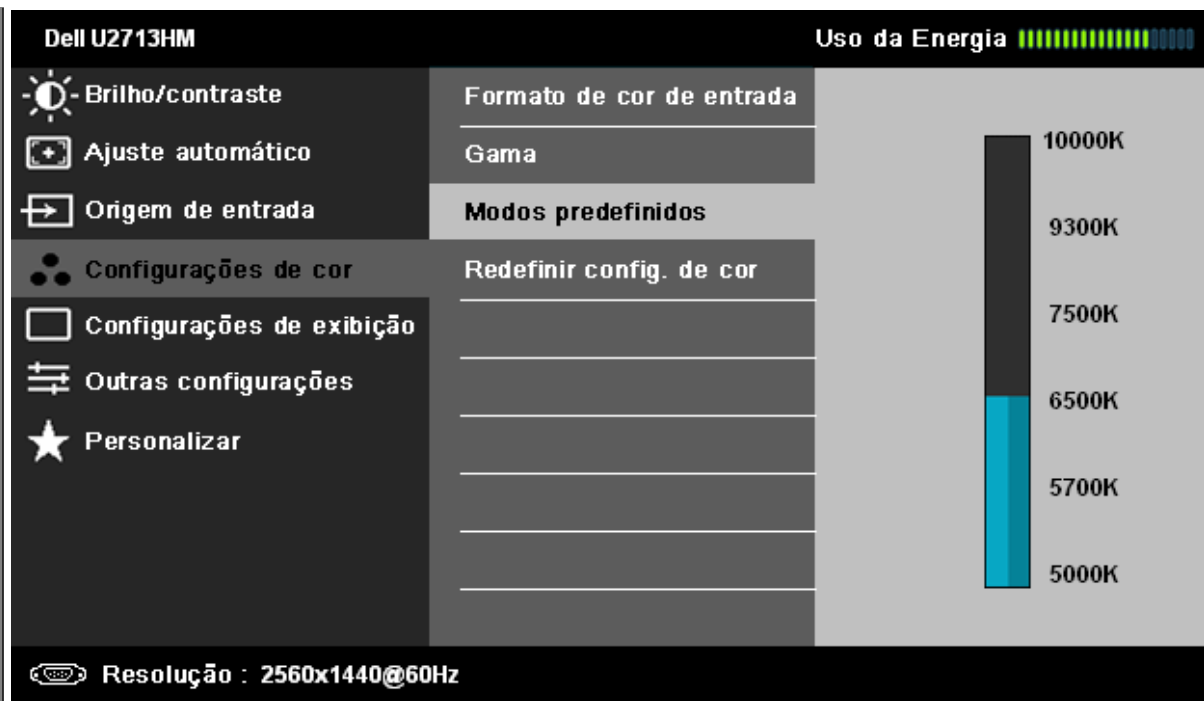 Dell U2713HM
Uso da Energia
Brilho/contraste
Ajuste automático
Origem de entrada
Configurações de cor
Configurações de exibição
Outras configurações
Personalizar
Formato de cor de entrada
Gama
Modos predefinidos
Redefinir config. de cor
10000K
9300K
7500K
6500K
5700K
5000K
Resolução : 2560x1440@60Hz